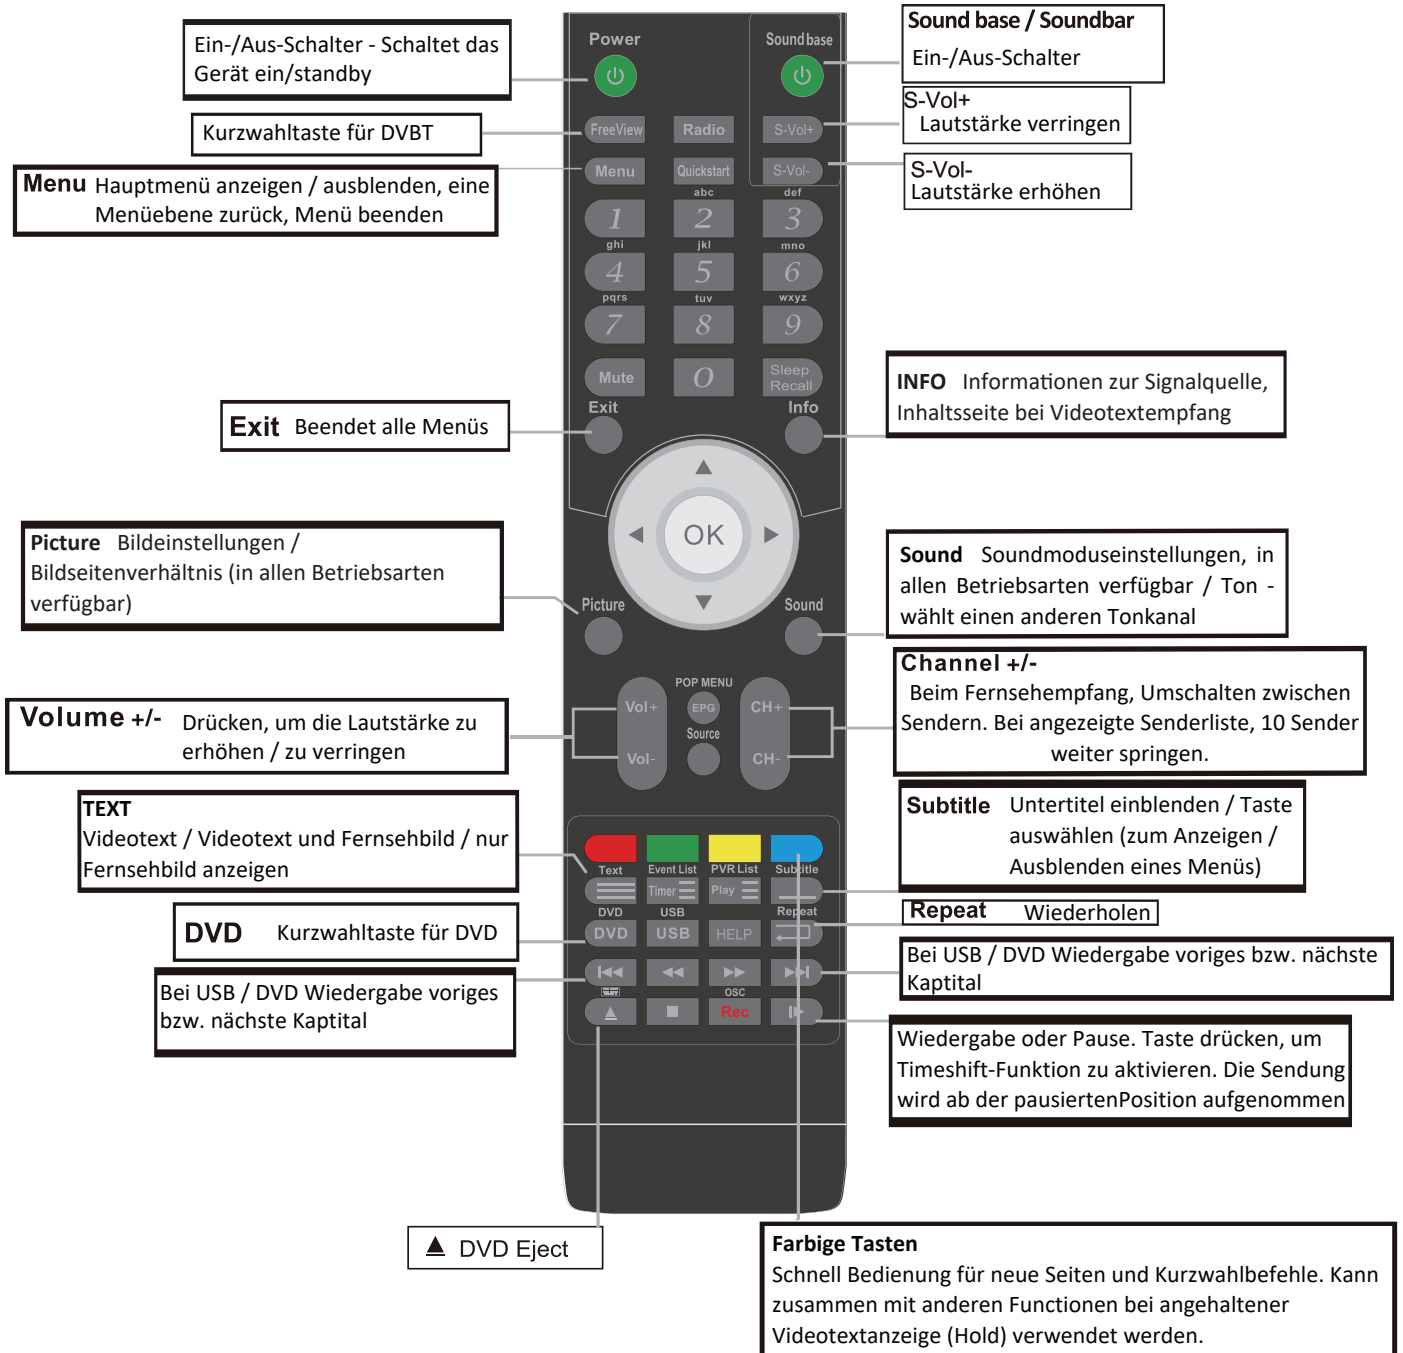 Ein-/Aus-Schalter - Schaltet das
Gerät ein/standby
Kurzwahltaste für DVBT
Menu Hauptmenü anzeigen / ausblenden, eine
Menüebene zurück, Menü beenden
Exit Beendet alle Menüs
Picture Bildeinstellungen /
Bildseitenverhältnis (in allen Betriebsarten
verfügbar)
Volume +/- Drücken, um die Lautstärke zu
erhöhen / zu verringen
TEXT
Videotext / Videotext und Fernsehbild / nur
Fernsehbild anzeigen
DVD Kurzwahltaste für DVD
Bei USB / DVD Wiedergabe voriges
bzw. nächste Kaptital
DVD Eject
Power Sound base
FreeView Radio S-Vol+
Menu Quickstart S-Vol-
abc def
1 2 3
ghi jkl mno
4 5 6
pqrs tuv wxyz
7 8 9
Mute 0 Sleep
Recall
Exit Info
OK
Picture Sound
POP MENU
Vol+ EPG CH+
Source
Vol- CH-
Text Event List PVR List Subtitle
Timer Play
DVD USB Repeat
DVD USB HELP
OSC
Rec
Sound base / Soundbar
Ein-/Aus-Schalter
S-Vol+
Lautstärke verringen
S-Vol-
Lautstärke erhöhen
INFO Informationen zur Signalquelle,
Inhaltsseite bei Videotextempfang
Sound Soundmoduseinstellungen, in
allen Betriebsarten verfügbar / Ton -
wählt einen anderen Tonkanal
Channel +/-
Beim Fernsehempfang, Umschalten zwischen
Sendern. Bei angezeigte Senderliste, 10 Sender
weiter springen.
Subtitle Untertitel einblenden / Taste
auswählen (zum Anzeigen /
Ausblenden eines Menüs)
Repeat Wiederholen
Bei USB / DVD Wiedergabe voriges bzw. nächste
Kaptital
Wiedergabe oder Pause. Taste drücken, um
Timeshift-Funktion zu aktivieren. Die Sendung
wird ab der pausiertenPosition aufgenommen
Farbige Tasten
Schnell Bedienung für neue Seiten und Kurzwahlbefehle. Kann
zusammen mit anderen Functionen bei angehaltener
Videotextanzeige (Hold) verwendet werden.